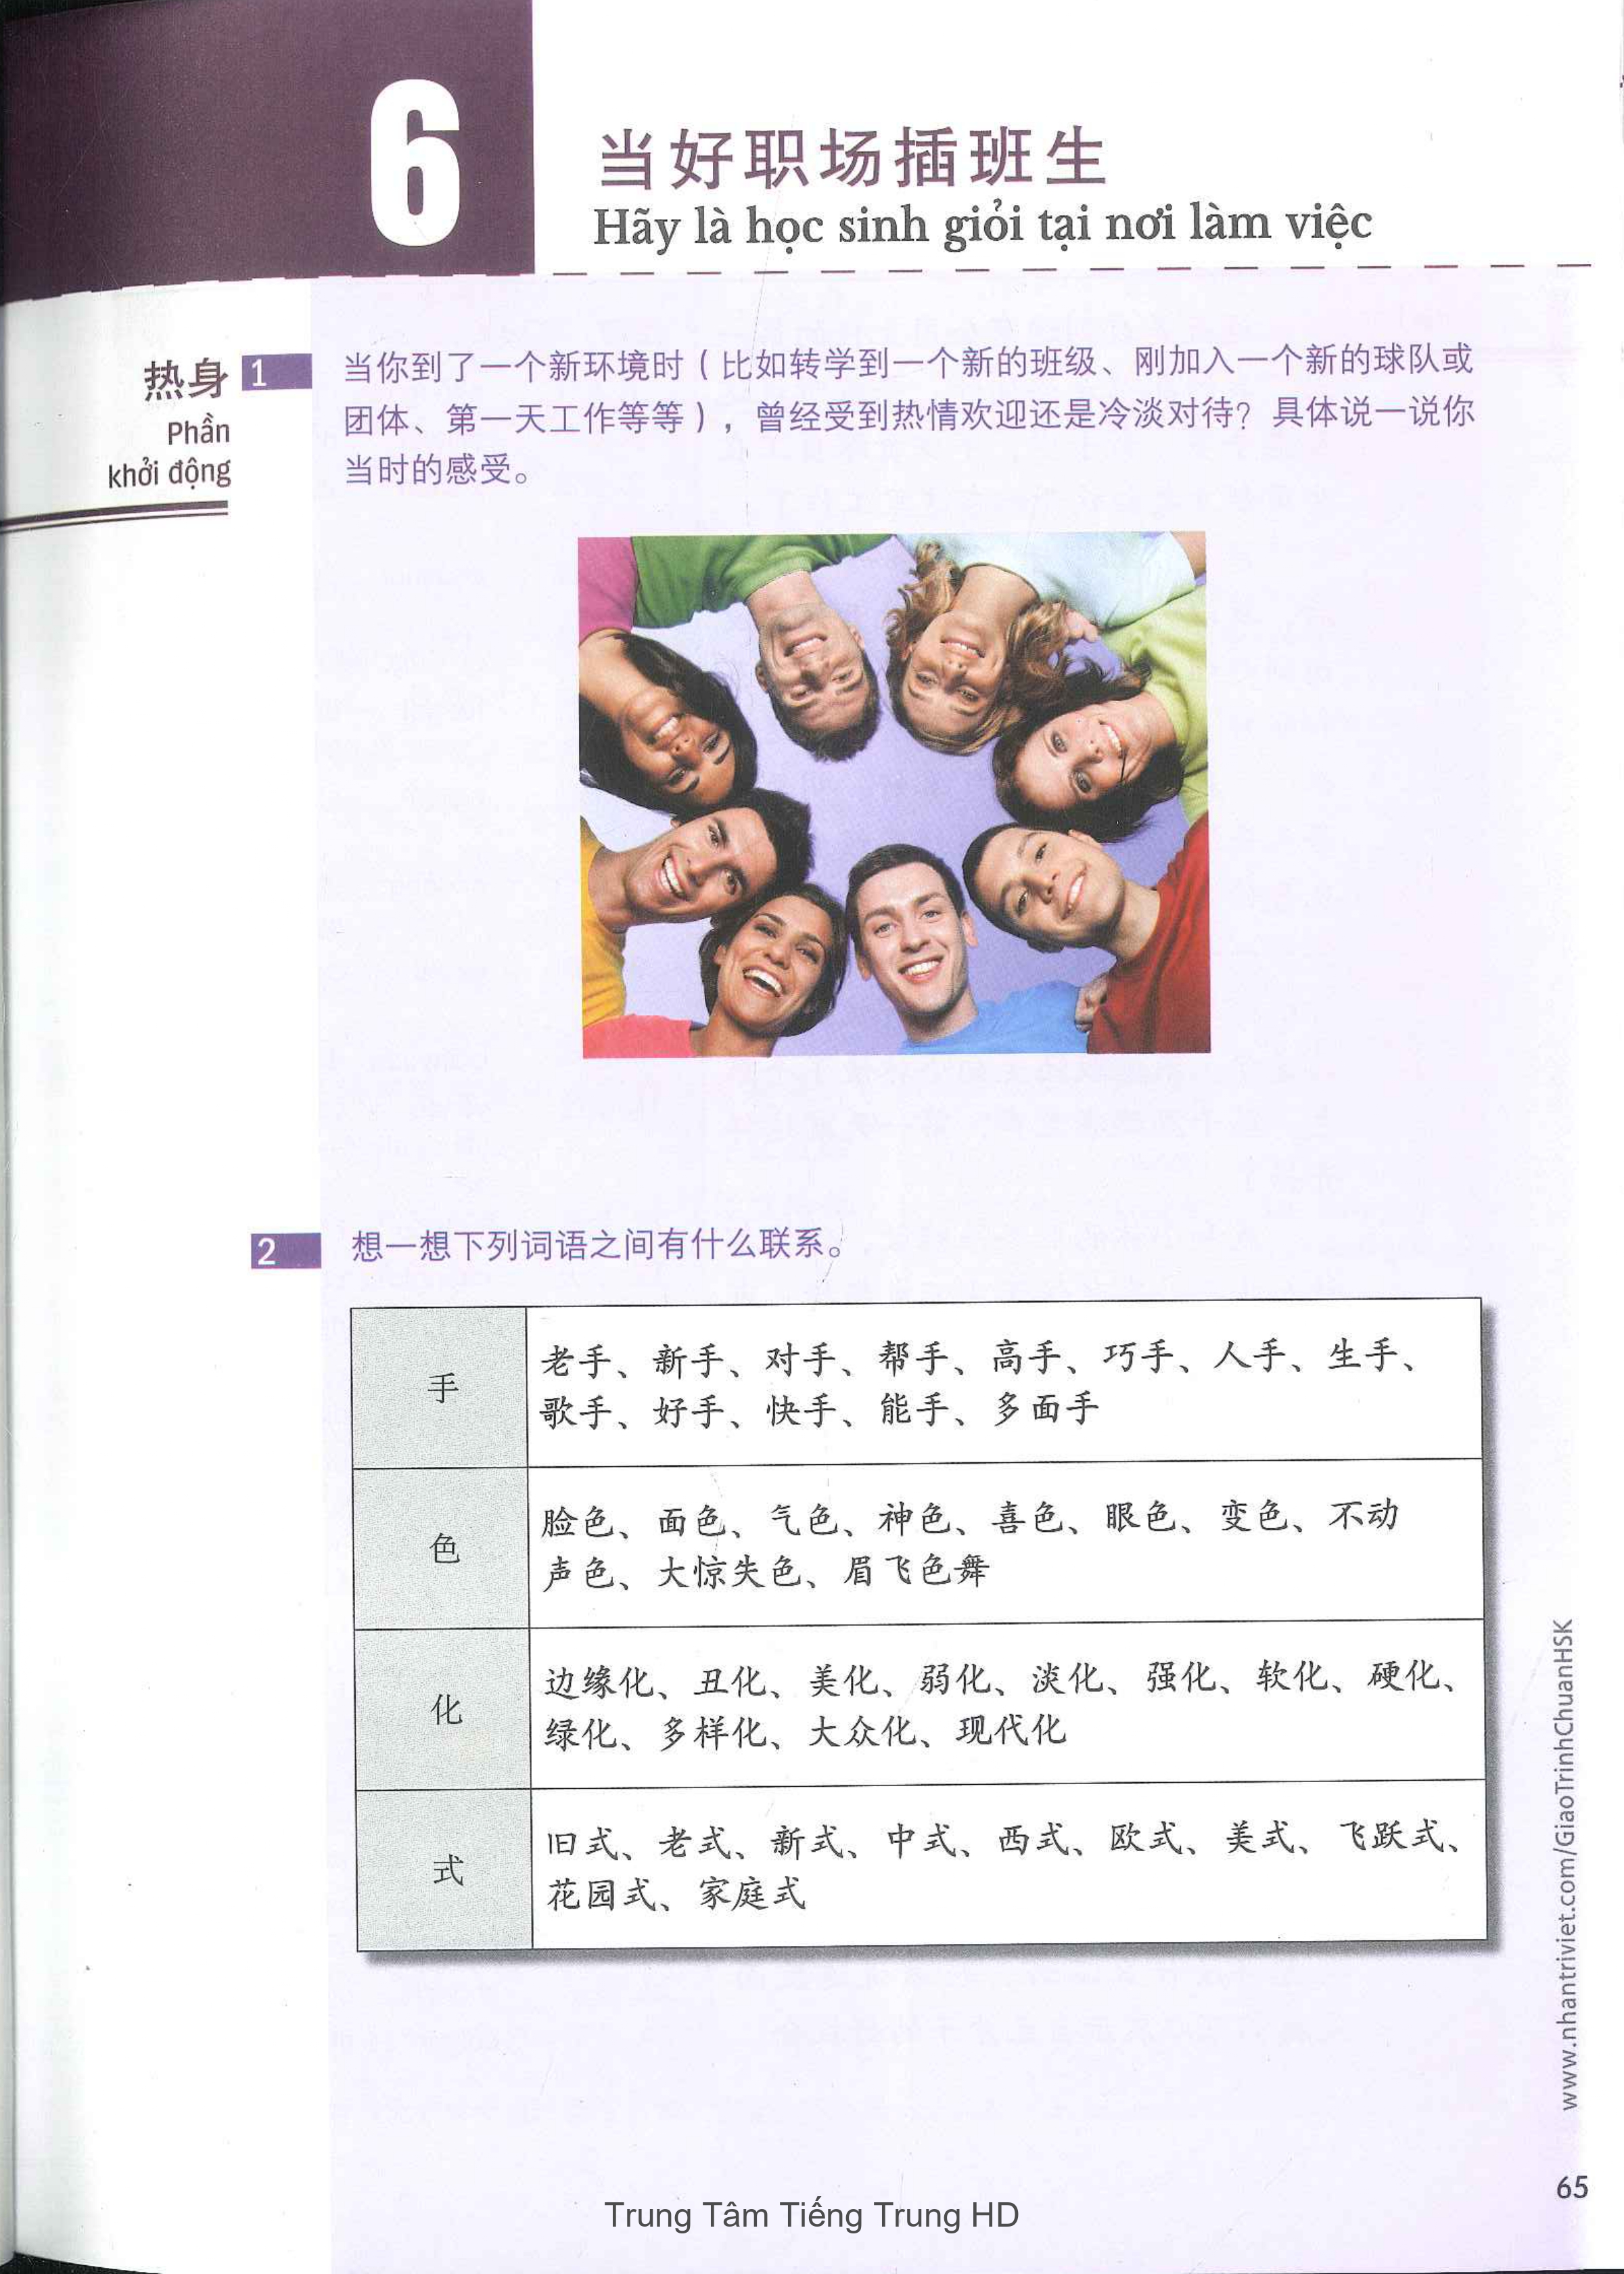 6
当好职场插班生
Hãy là học sinh giỏi tại nơi làm việc
热身
Phần
khởi động
1
当你到了一个新环境时（比如转学到一个新的班级、刚加入一个新的球队或
团体、第一天工作等等），曾经受到热情欢迎还是冷淡对待？具体说一说你
当时的感受。
2
想一想下列词语之间有什么联系。
手
老手、新手、对手、帮手、高手、巧手、人手、生手、
歌手、好手、快手、能手、多面手
色
脸色、面色、气色、神色、喜色、眼色、变色、不动
声色、大惊失色、眉飞色舞
化
边缘化、丑化、美化、弱化、淡化、强化、软化、硬化、
绿化、多样化、大众化、现代化
式
旧式、老式、新式、中式、西式、欧式、美式、飞跃式、
花园式、家庭式
www.nhantriviet.com/GiaoTrinhChuanHSK
65
Trung Tâm Tiếng Trung HD